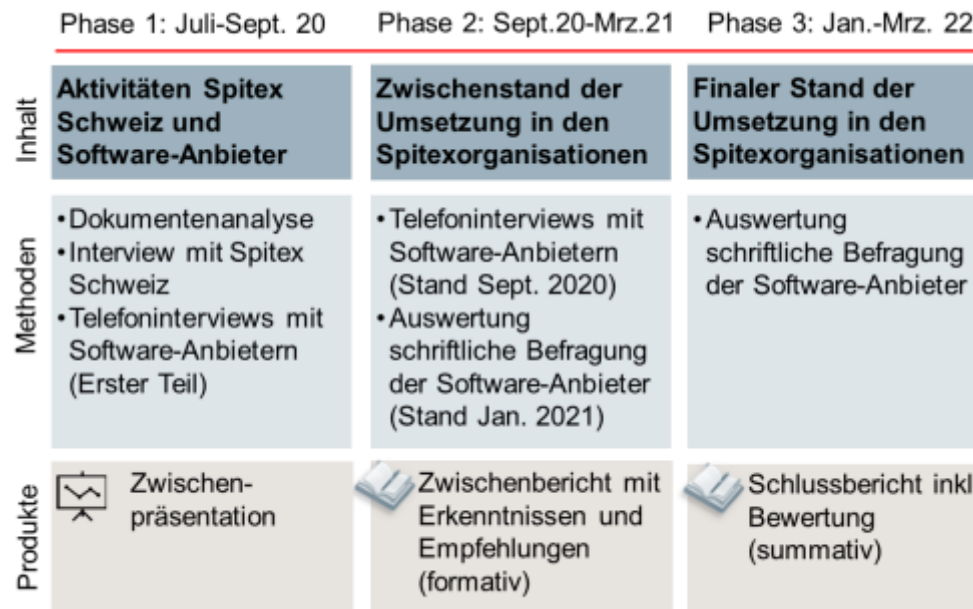 Phase 1: Juli-Sept. 20
Phase 2: Sept.20-Mrz.21
Phase 3: Jan.-Mrz. 22
Inhalt
Aktivitäten Spitex
Schweiz und
Software-Anbieter
Zwischenstand der
Umsetzung in den
Spitexorganisationen
Finaler Stand der
Umsetzung in den
Spitexorganisationen
Methoden
•Dokumentenanalyse
•Interview mit Spitex
Schweiz
•Telefoninterviews mit
Software-Anbietern
(Erster Teil)
•Telefoninterviews mit
Software-Anbietern
(Stand Sept. 2020)
•Auswertung
schriftliche Befragung
der Software-Anbieter
(Stand Jan. 2021)
•Auswertung
schriftliche Befragung
der Software-Anbieter
Produkte
Zwischen-
präsentation
Zwischenbericht mit
Erkenntnissen und
Empfehlungen
(formativ)
Schlussbericht inkl
Bewertung
(summativ)